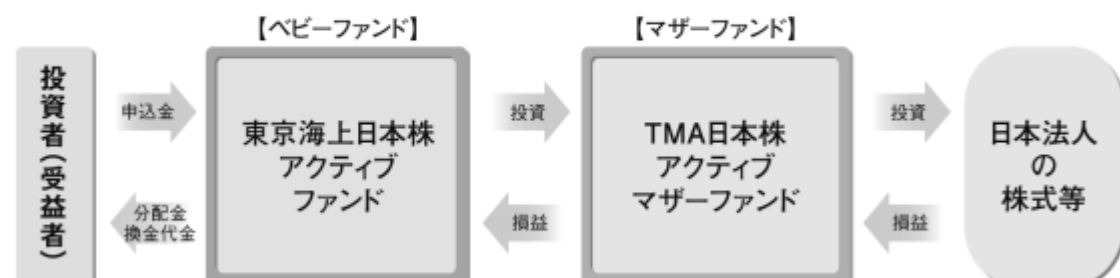 【ベビーファンド】
【マザーファンド】
投資者(受益者)
申込金
分配金
換金代金
東京海上日本株
アクティブ
ファンド
投資
損益
TMA日本株
アクティブ
マザーファンド
投資
損益
日本法人
の
株式等